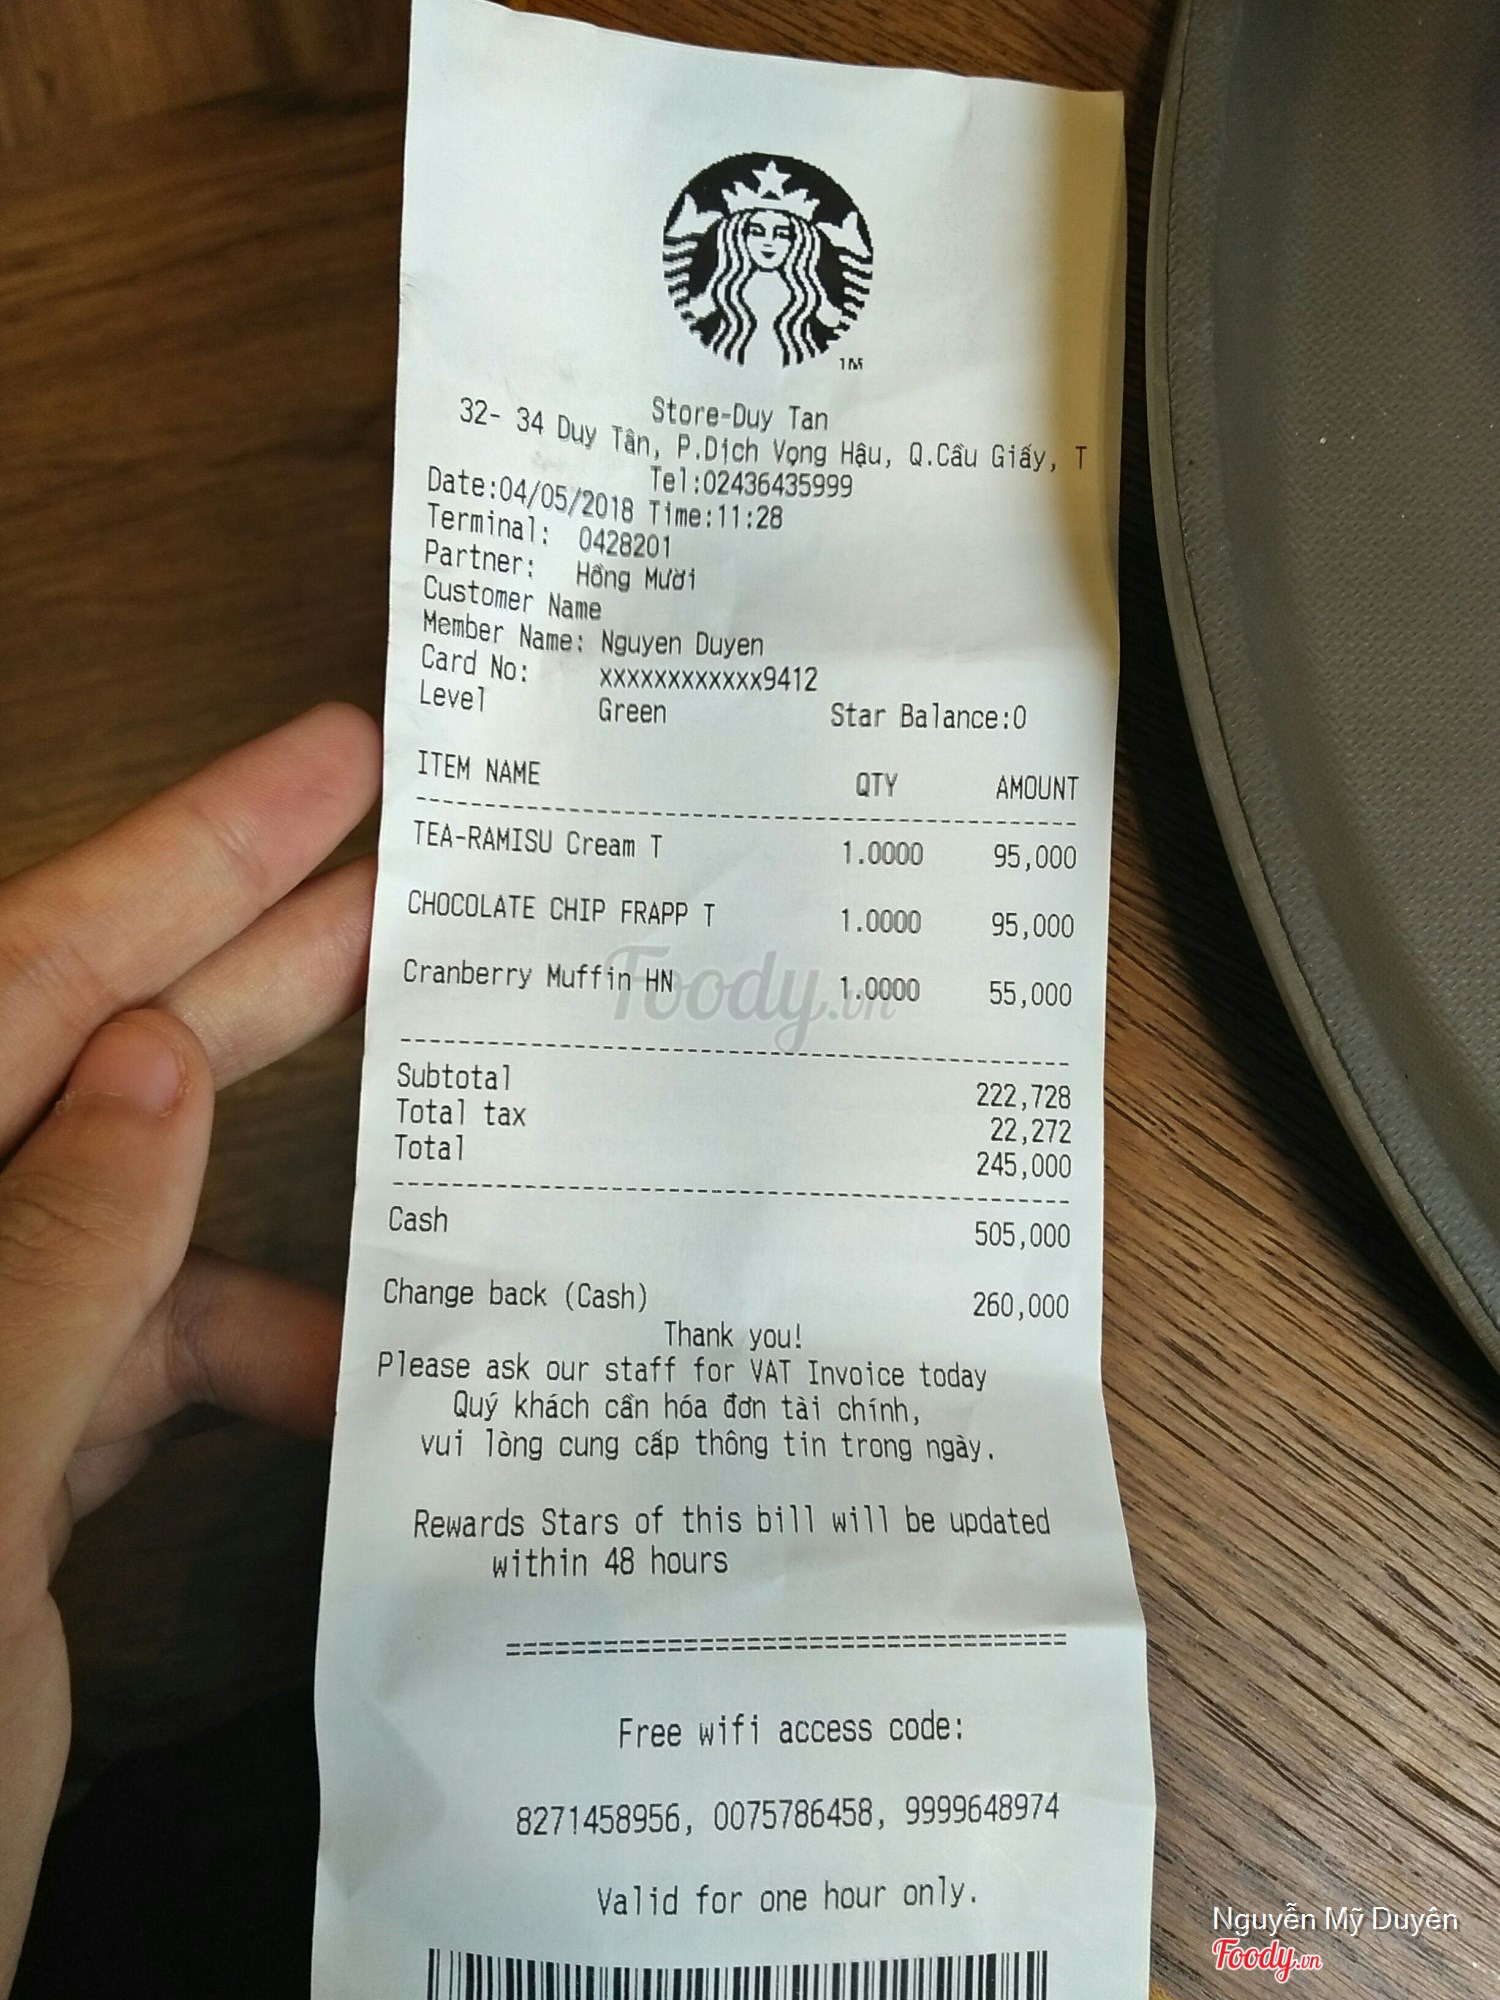 TM
Store-Duy Tan
32- 34 Duy Tân, P.Dịch Vọng Hậu, Q.Cầu Giấy, T
Tel:02436435999
Date:04/05/2018 Time:11:28
Terminal: 0428201
Partner: Hồng Mười
Customer Name
Member Name: Nguyen Duyen
Card No: xxxxxxxxxxxx9412
Level Green Star Balance:0
ITEM NAME QTY AMOUNT
TEA-RAMISU Cream T 1.0000 95,000
CHOCOLATE CHIP FRAPP T 1.0000 95,000
Cranberry Muffin HN 1.0000 55,000
Foody.vn
Subtotal 222,728
Total tax 22,272
Total 245,000
Cash 505,000
Change back (Cash) 260,000
Thank you!
Please ask our staff for VAT Invoice today
Quý khách cần hóa đơn tài chính,
vui lòng cung cấp thông tin trong ngày.
Rewards Stars of this bill will be updated
within 48 hours
===================================
Free wifi access code:
8271458956, 0075786458, 9999648974
Valid for one hour only.
Nguyễn Mỹ Duyên
Foody.vn